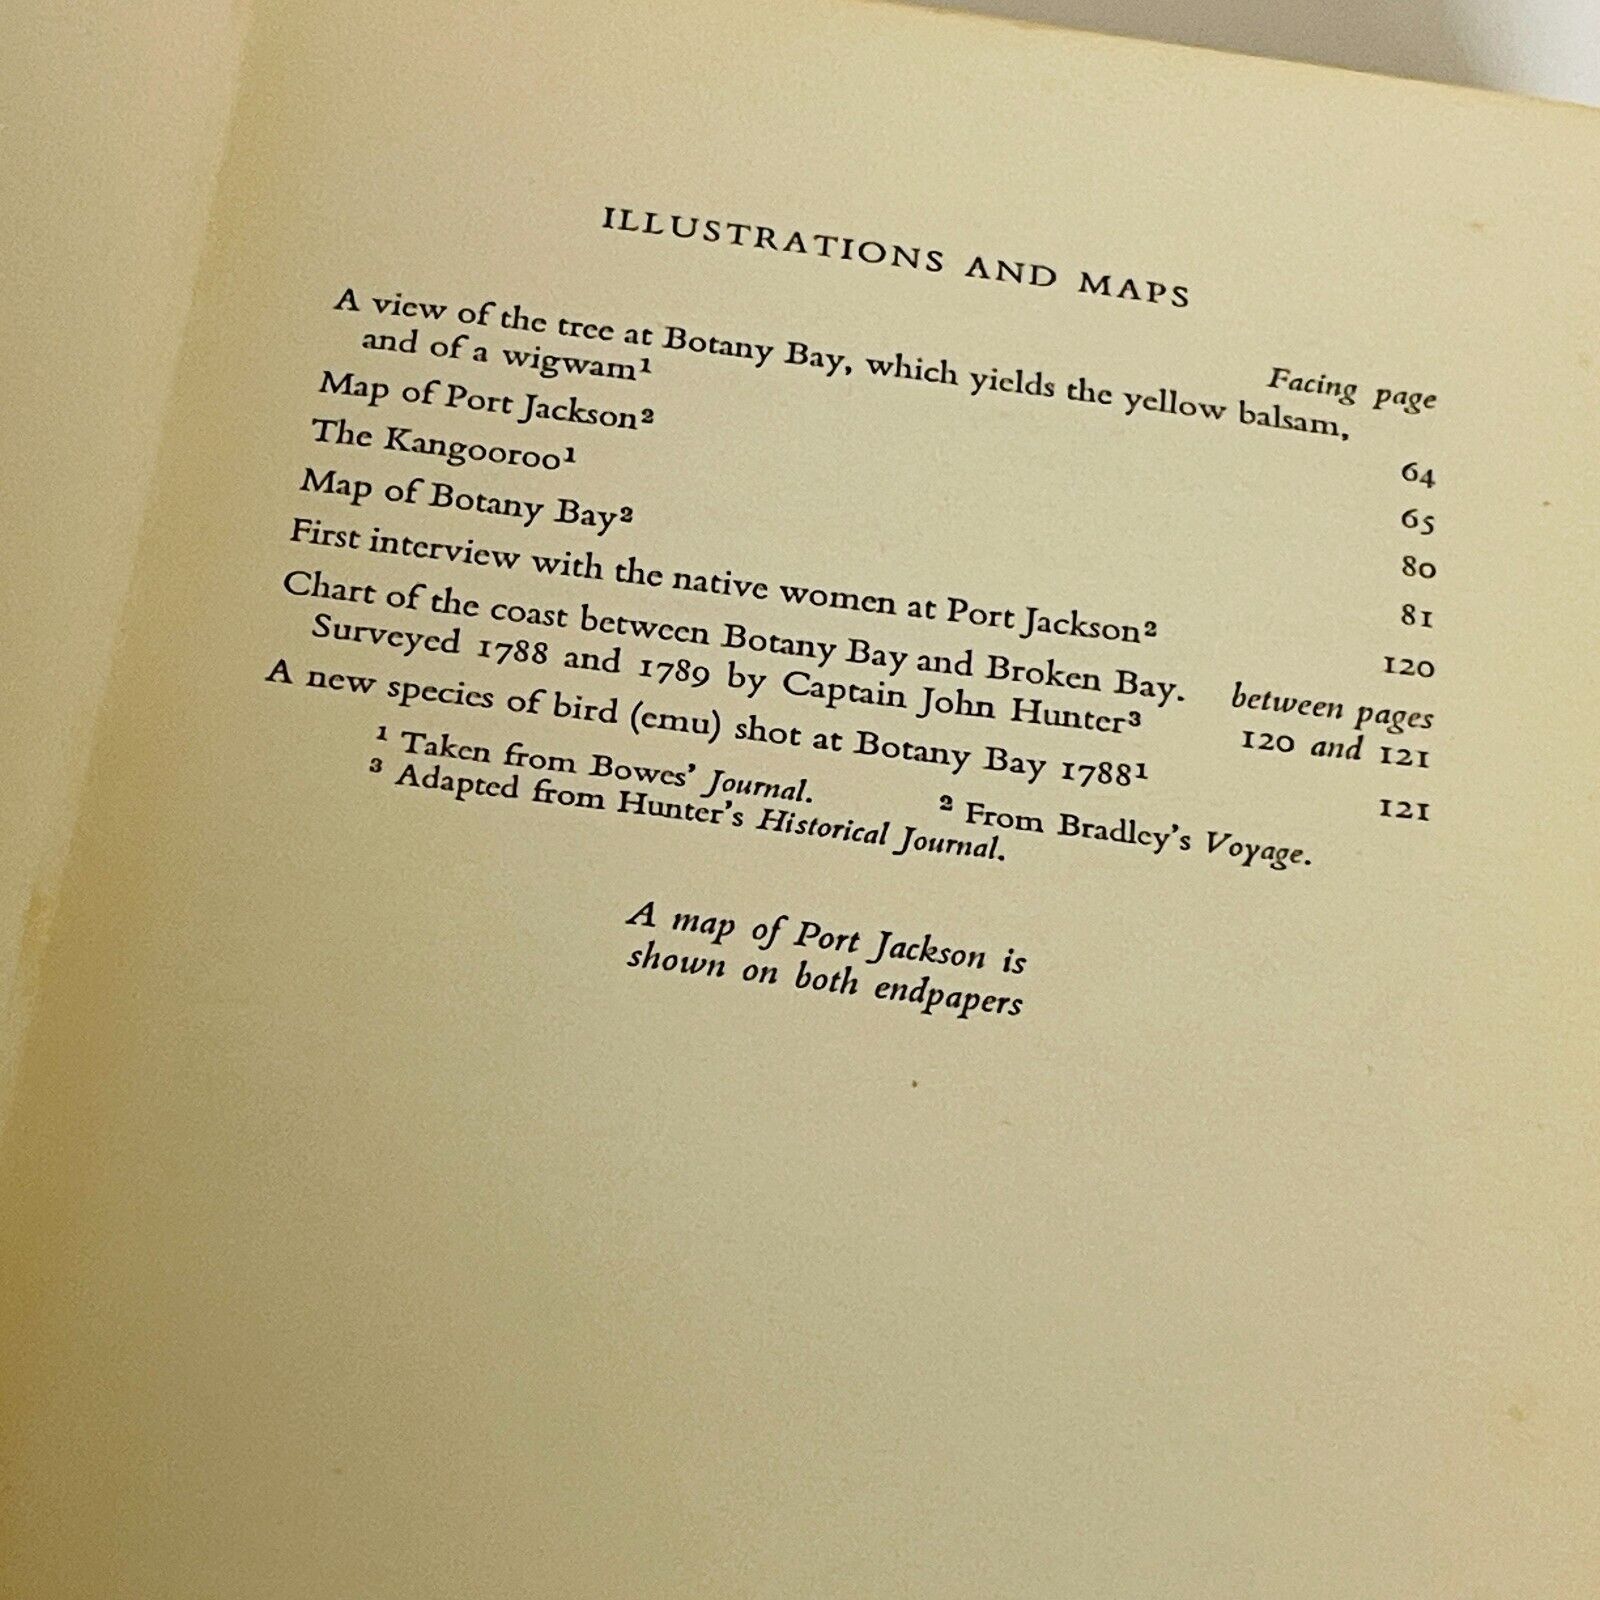 ILLUSTRATIONS AND MAPS
Facing page
A view of the tree at Botany Bay, which yields the yellow balsam,
and of a wigwam¹ 64
Map of Port Jackson² 65
The Kangooroo¹ 80
Map of Botany Bay² 81
First interview with the native women at Port Jackson² 120
Chart of the coast between Botany Bay and Broken Bay. between pages
Surveyed 1788 and 1789 by Captain John Hunter³ 120 and 121
A new species of bird (emu) shot at Botany Bay 1788¹ 121
¹ Taken from Bowes' Journal. ² From Bradley's Voyage.
³ Adapted from Hunter's Historical Journal.
A map of Port Jackson is
shown on both endpapers